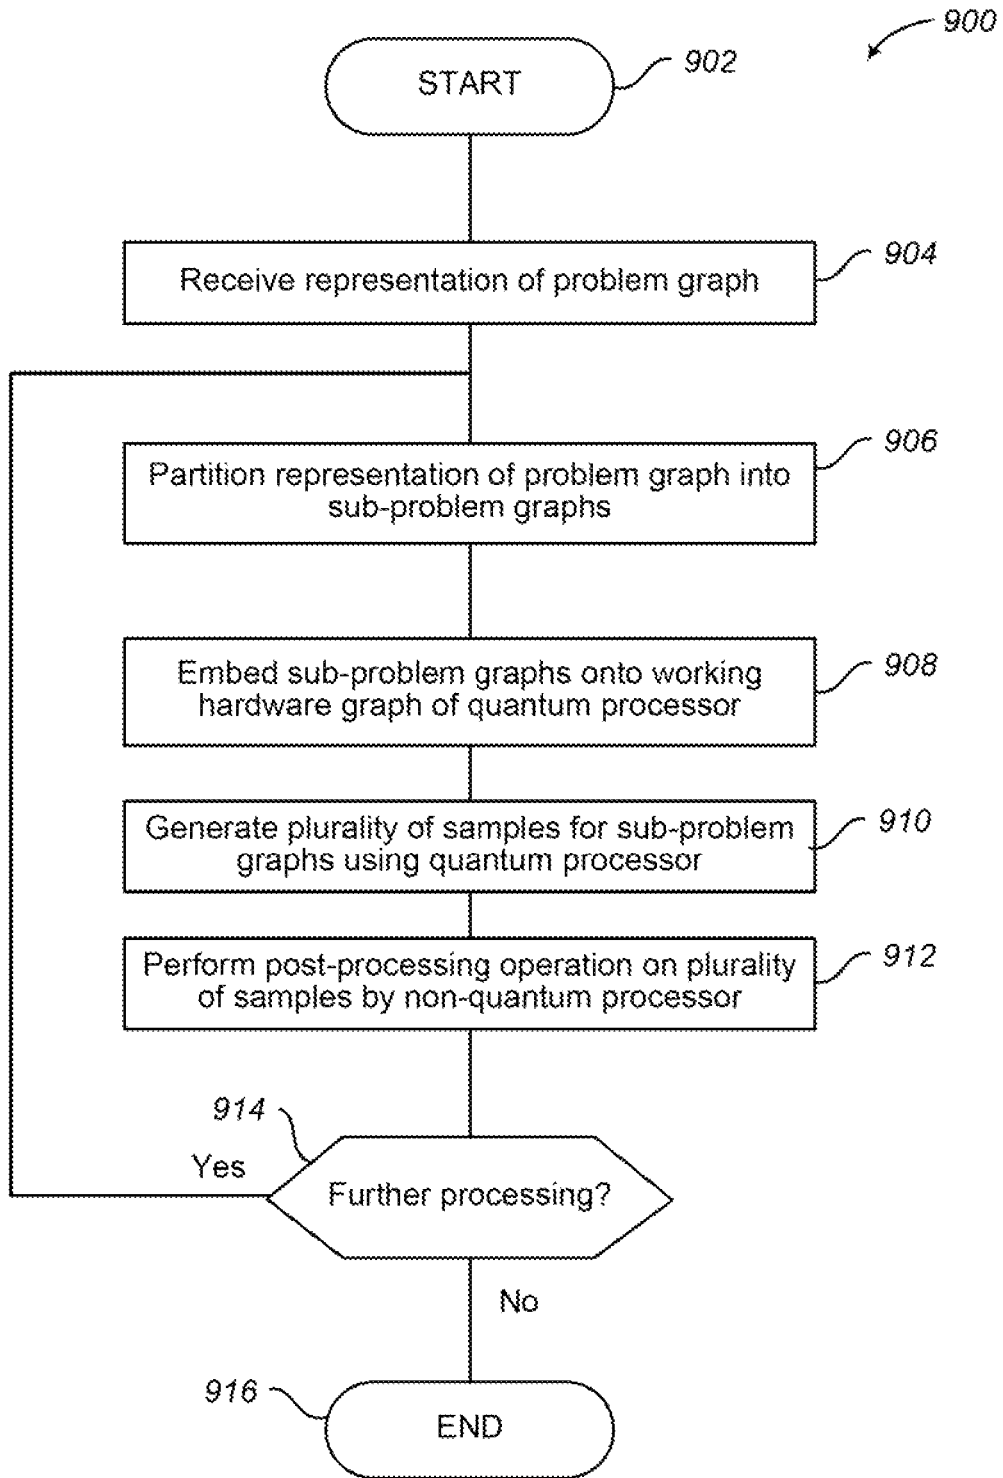 900
START
902
Receive representation of problem graph
904
Partition representation of problem graph into
sub-problem graphs
906
Embed sub-problem graphs onto working
hardware graph of quantum processor
908
Generate plurality of samples for sub-problem
graphs using quantum processor
910
Perform post-processing operation on plurality
of samples by non-quantum processor
912
914
Yes
Further processing?
No
916
END